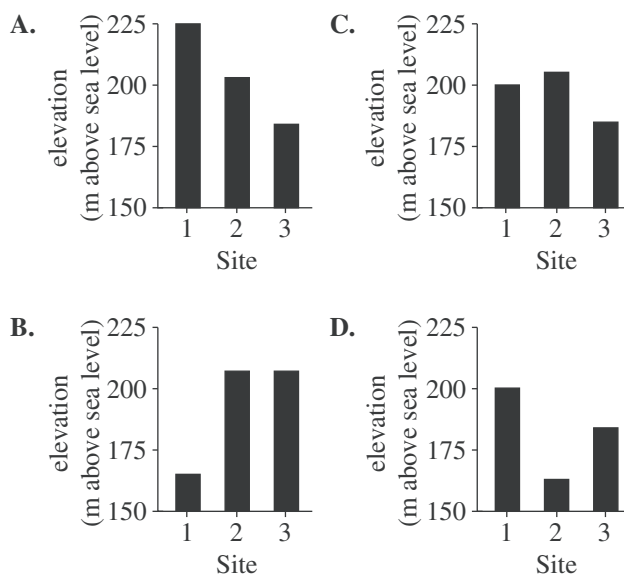 A.
elevation
(m above sea level)
225
200
175
150
1 2 3
Site
C.
elevation
(m above sea level)
225
200
175
150
1 2 3
Site
B.
elevation
(m above sea level)
225
200
175
150
1 2 3
Site
D.
elevation
(m above sea level)
225
200
175
150
1 2 3
Site